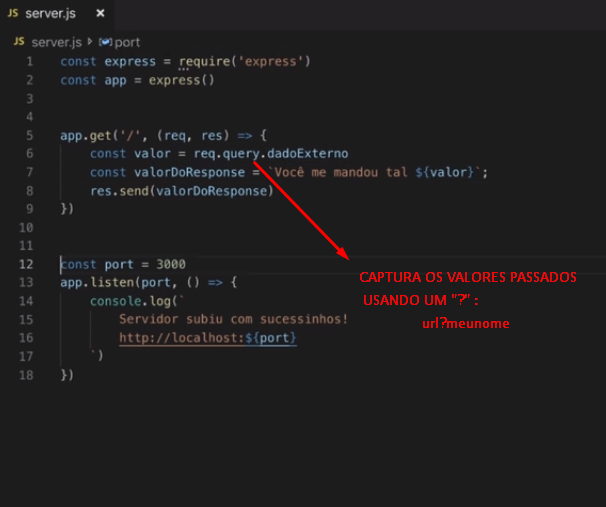 JS server.js ×
JS server.js > port
1 const express = require('express')
2 const app = express()
3
4
5 app.get('/', (req, res) => {
6 const valor = req.query.dadoExterno
7 const valorDoResponse = `Você me mandou tal ${valor}`;
8 res.send(valorDoResponse)
9 })
10
11
12 const port = 3000
13 app.listen(port, () => {
14 console.log(`
15 Servidor subiu com sucessinhos!
16 http://localhost:${port}
17 `)
18 })
CAPTURA OS VALORES PASSADOS
USANDO UM "?" :
url?meunome